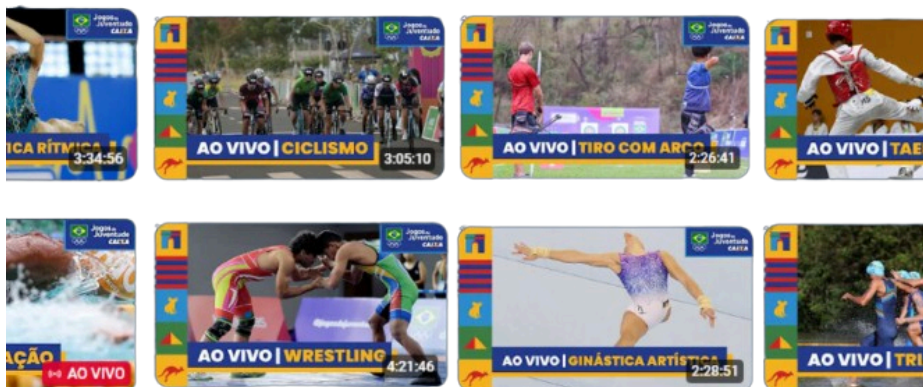 Jogos da
Juventude
CAIXA
TICA RÍTMICA
3:34:56
Jogos da
Juventude
CAIXA
AO VIVO | CICLISMO
3:05:10
Jogos da
Juventude
CAIXA
AO VIVO | TIRO COM ARCO
2:26:41
AO VIVO | TAE
Jogos da
Juventude
CAIXA
AÇÃO
AO VIVO
Jogos da
Juventude
CAIXA
AO VIVO | WRESTLING
4:21:46
Jogos da
Juventude
CAIXA
AO VIVO | GINÁSTICA ARTÍSTICA
2:28:51
AO VIVO | TRI